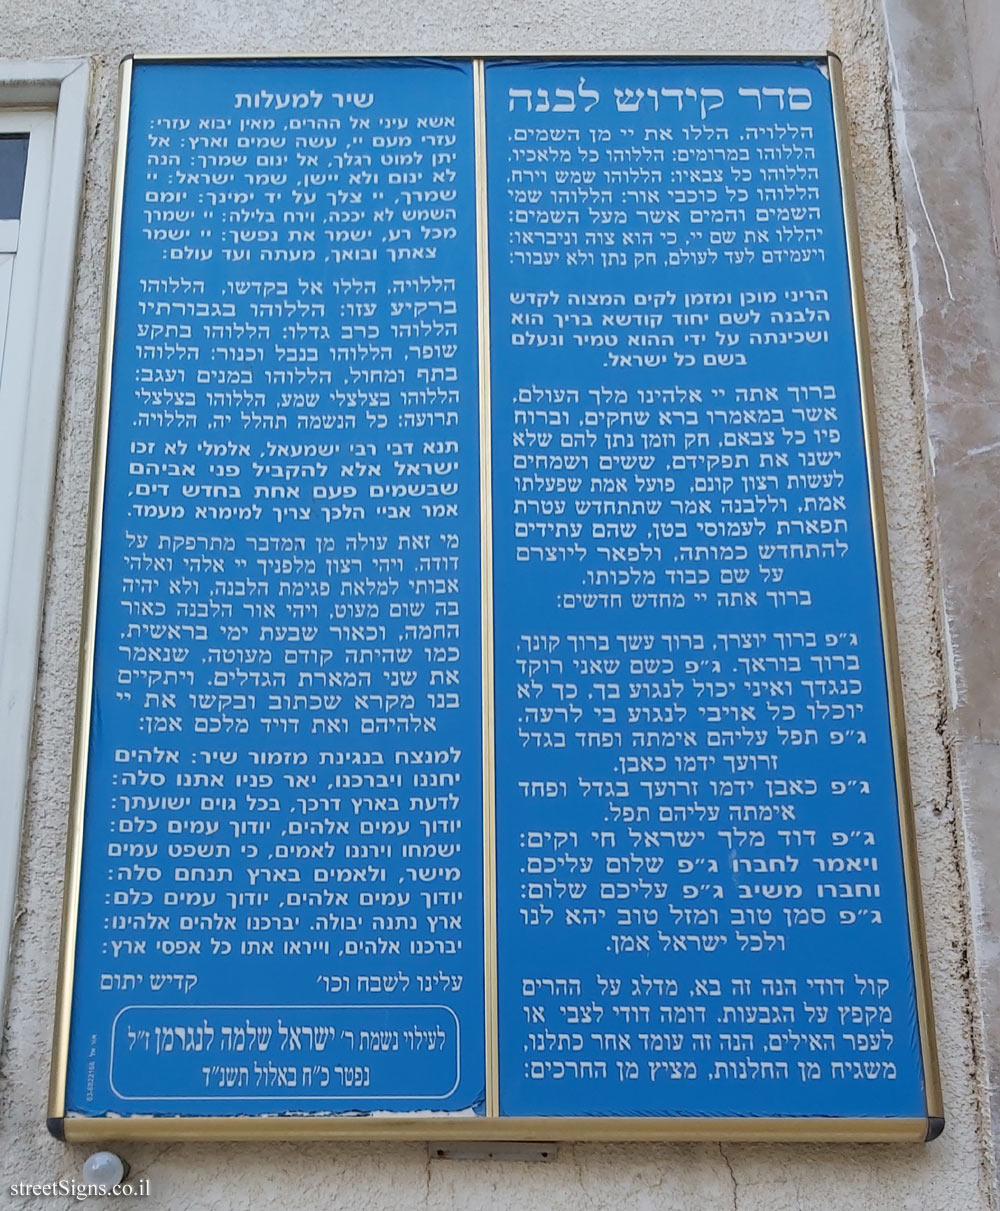 סדר קידוש לבנה
הללויה. הללו את יי מן השמים,
הללוהו במרומים: הללוהו כל מלאכיו,
הללוהו כל צבאיו: הללוהו שמש וירח,
הללוהו כל כוכבי אור: הללוהו שמי
השמים והמים אשר מעל השמים:
יהללו את שם יי, כי הוא צוה וניבראו:
ויעמידם לעד לעולם, חק נתן ולא יעבור:
הריני מוכן ומזמן לקים המצוה לקדש
הלבנה לשם יחוד קודשא בריך הוא
ושכינתה על ידי ההוא טמיר ונעלם
בשם כל ישראל.
ברוך אתה יי אלהינו מלך העולם,
אשר במאמרו ברא שחקים, וברוח
פיו כל צבאם, חק וזמן נתן להם שלא
ישנו את תפקידם, ששים ושמחים
לעשות רצון קונם, פועל אמת שפעלתו
אמת, וללבנה אמר שתתחדש עטרת
תפארת לעמוסי בטן, שהם עתידים
להתחדש כמותה, ולפאר ליוצרם
על שם כבוד מלכותו.
ברוך אתה יי מחדש חדשים:
ג״פ ברוך יוצרך, ברוך עשך ברוך קונך,
ברוך בוראך. ג״פ כשם שאני רוקד
כנגדך ואיני יכול לנגוע בך, כך לא
יוכלו כל אויבי לנגוע בי לרעה.
ג״פ תפל עליהם אימתה ופחד בגדל
זרועך ידמו כאבן.
ג״פ כאבן ידמו זרועך בגדל ופחד
אימתה עליהם תפל.
ג״פ דוד מלך ישראל חי וקים:
ויאמר לחברו ג״פ שלום עליכם.
וחברו משיב ג״פ עליכם שלום:
ג״פ סמן טוב ומזל טוב יהא לנו
ולכל ישראל אמן.
קול דודי הנה זה בא, מדלג על ההרים
מקפץ על הגבעות. דומה דודי לצבי או
לעפר האילים, הנה זה עומד אחר כתלנו,
משגיח מן החלנות, מציץ מן החרכים:
שיר למעלות
אשא עיני אל ההרים, מאין יבוא עזרי:
עזרי מעם יי, עשה שמים וארץ: אל
יתן למוט רגלך, אל ינום שמרך: הנה
לא ינום ולא יישן, שמר ישראל: יי
שמרך, יי צלך על יד ימינך: יומם
השמש לא יככה, וירח בלילה: יי ישמרך
מכל רע, ישמר את נפשך: יי ישמר
צאתך ובואך, מעתה ועד עולם:
הללויה, הללו אל בקדשו, הללוהו
ברקיע עזו: הללוהו בגבורתיו
הללוהו כרב גדלו: הללוהו בתקע
שופר, הללוהו בנבל וכנור: הללוהו
בתף ומחול, הללוהו במנים ועגב:
הללוהו בצלצלי שמע, הללוהו בצלצלי
תרועה: כל הנשמה תהלל יה, הללויה.
תנא דבי רבי ישמעאל, אלמלי לא זכו
ישראל אלא להקביל פני אביהם
שבשמים פעם אחת בחדש דים,
אמר אביי הלכך צריך למימרא מעמד.
מי זאת עולה מן המדבר מתרפקת על
דודה. ויהי רצון מלפניך יי אלהי ואלהי
אבותי למלאת פגימת הלבנה, ולא יהיה
בה שום מעוט, ויהי אור הלבנה כאור
החמה, וכאור שבעת ימי בראשית,
כמו שהיתה קודם מעוטה, שנאמר
את שני המארת הגדלים. ויתקיים
בנו מקרא שכתוב ובקשו את יי
אלהיהם ואת דויד מלכם אמן:
למנצח בנגינת מזמור שיר: אלהים
יחננו ויברכנו, יאר פניו אתנו סלה:
לדעת בארץ דרכך, בכל גוים ישועתך:
יודוך עמים אלהים, יודוך עמים כלם:
ישמחו וירננו לאמים, כי תשפט עמים
מישר, ולאמים בארץ תנחם סלה:
יודוך עמים אלהים, יודוך עמים כלם:
ארץ נתנה יבולה. יברכנו אלהים אלהינו:
יברכנו אלהים, וייראו אתו כל אפסי ארץ:
עלינו לשבח וכו׳ קדיש יתום
לעילוי נשמת ר׳ ישראל שלמה לנגרמן ז״ל
נפטר כ״ח באלול תשנ״ד
streetSigns.co.il